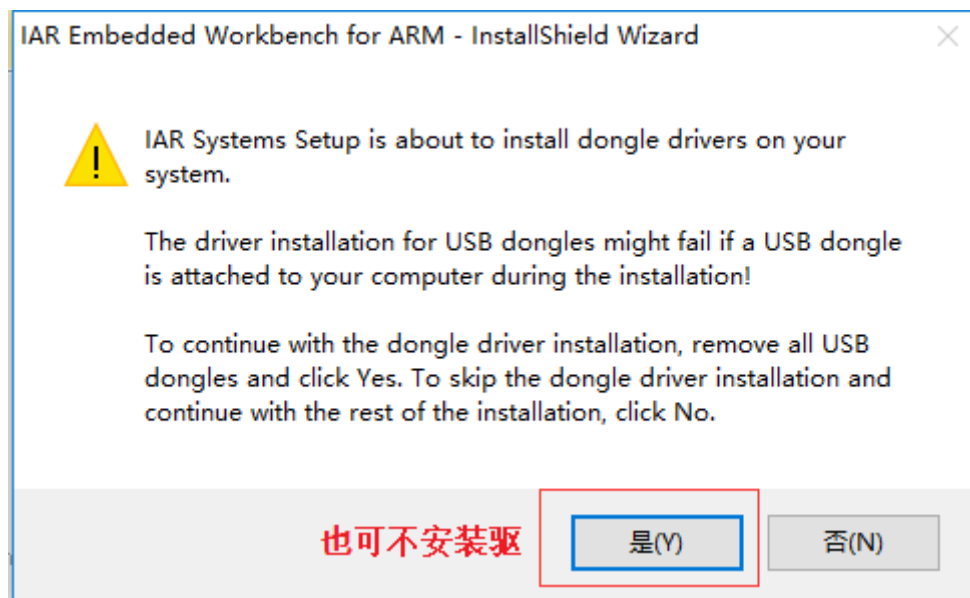 IAR Embedded Workbench for ARM - InstallShield Wizard
IAR Systems Setup is about to install dongle drivers on your
system.
The driver installation for USB dongles might fail if a USB dongle
is attached to your computer during the installation!
To continue with the dongle driver installation, remove all USB
dongles and click Yes. To skip the dongle driver installation and
continue with the rest of the installation, click No.
也可不安装驱 是(Y) 否(N)